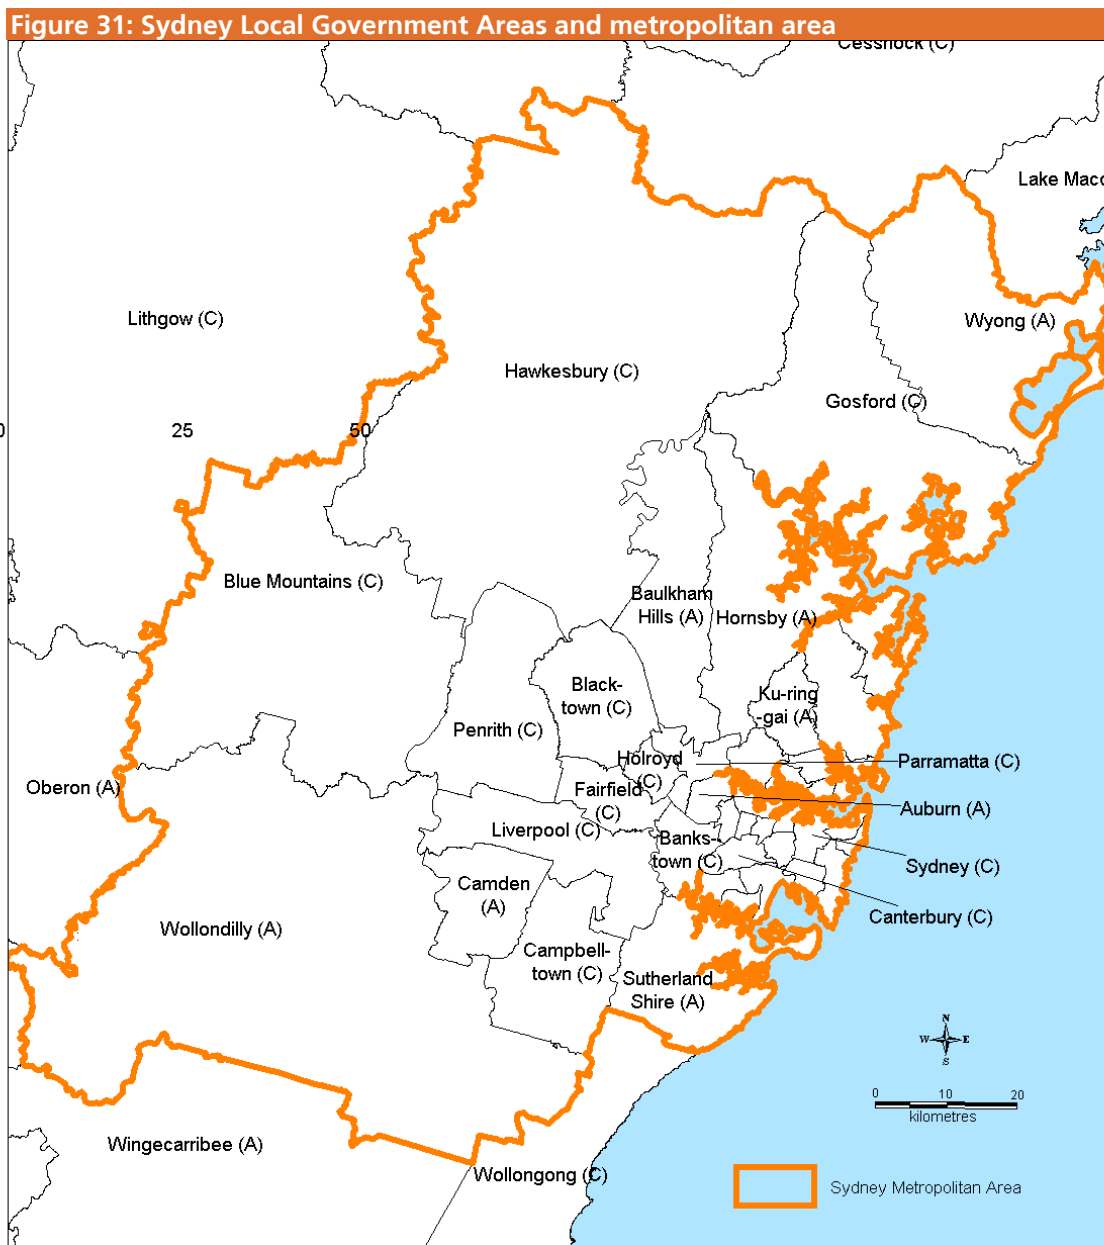 Figure 31: Sydney Local Government Areas and metropolitan area
Cessnock (C)
Lake Macq
Lithgow (C)
Wyong (A)
Hawkesbury (C)
Gosford (C)
0 25 50
Blue Mountains (C)
Baulkham
Hills (A)
Hornsby (A)
Black-
town (C)
Ku-ring
-gai (A)
Penrith (C)
Holroyd
(C)
Parramatta (C)
Oberon (A)
Fairfield
(C)
Auburn (A)
Liverpool (C)
Banks-
town (C)
Sydney (C)
Camden
(A)
Canterbury (C)
Wollondilly (A)
Campbell-
town (C)
Sutherland
Shire (A)
N
W E
S
0 10 20
kilometres
Wingecarribee (A)
Wollongong (C)
Sydney Metropolitan Area